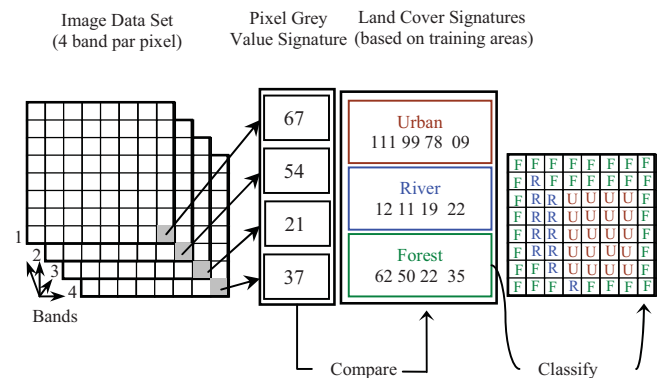 Image Data Set
(4 band par pixel)
Pixel Grey
Value Signature
Land Cover Signatures
(based on training areas)
67
54
21
37
Urban
111 99 78 09
River
12 11 19 22
Forest
62 50 22 35
1
2
3
4
Bands
F F F F F F F F
F R F F F F F F
F R R U U U U F
F R R U U U U F
F R R U U U U F
F R R U U U U F
F F R U U U U F
F F F R F F F F
Compare
Classify